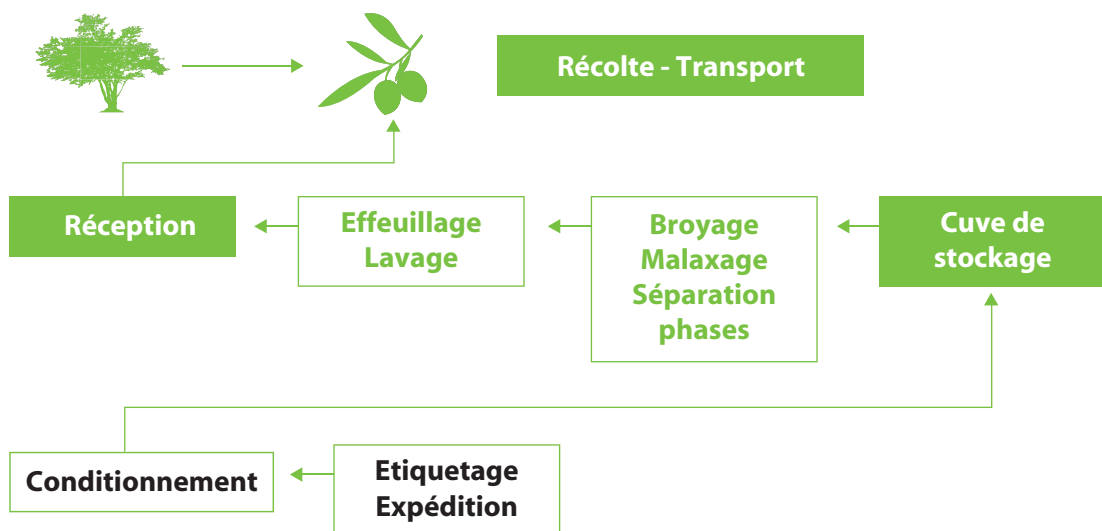 Récolte - Transport
Réception
Effeuillage
Lavage
Broyage
Malaxage
Séparation
phases
Cuve de
stockage
Conditionnement
Etiquetage
Expédition